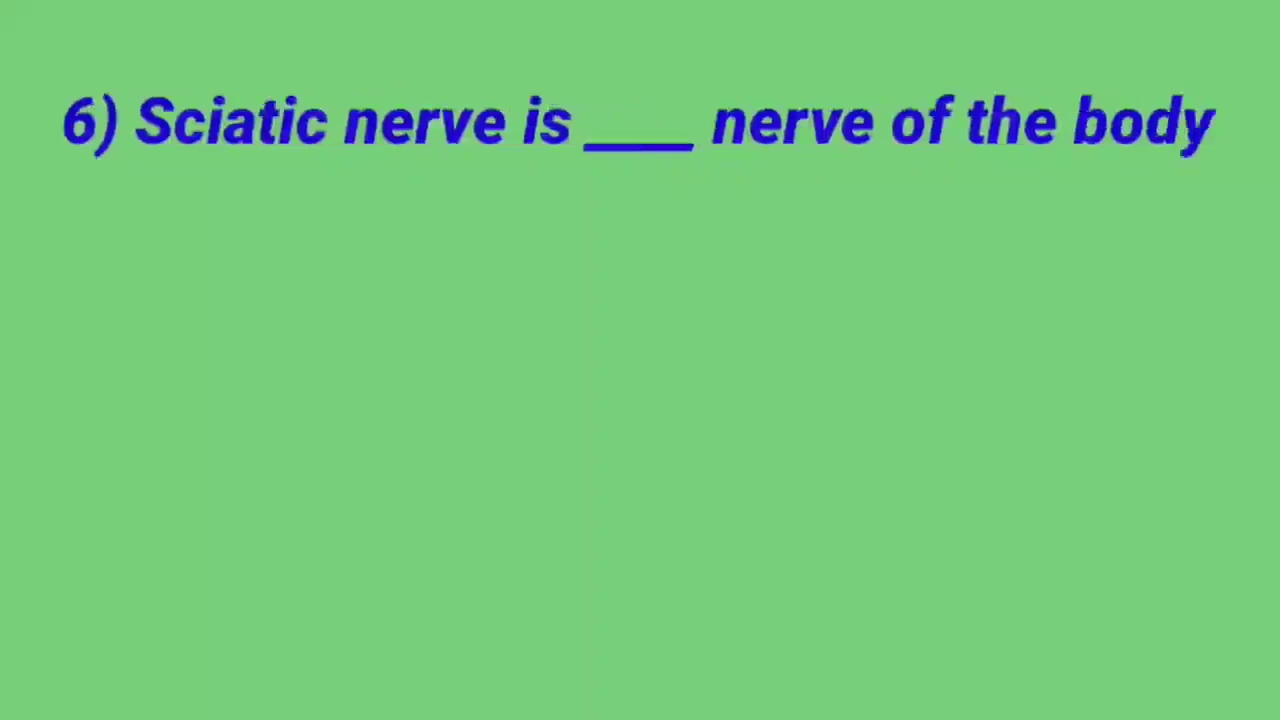 6) Sciatic nerve is ____ nerve of the body